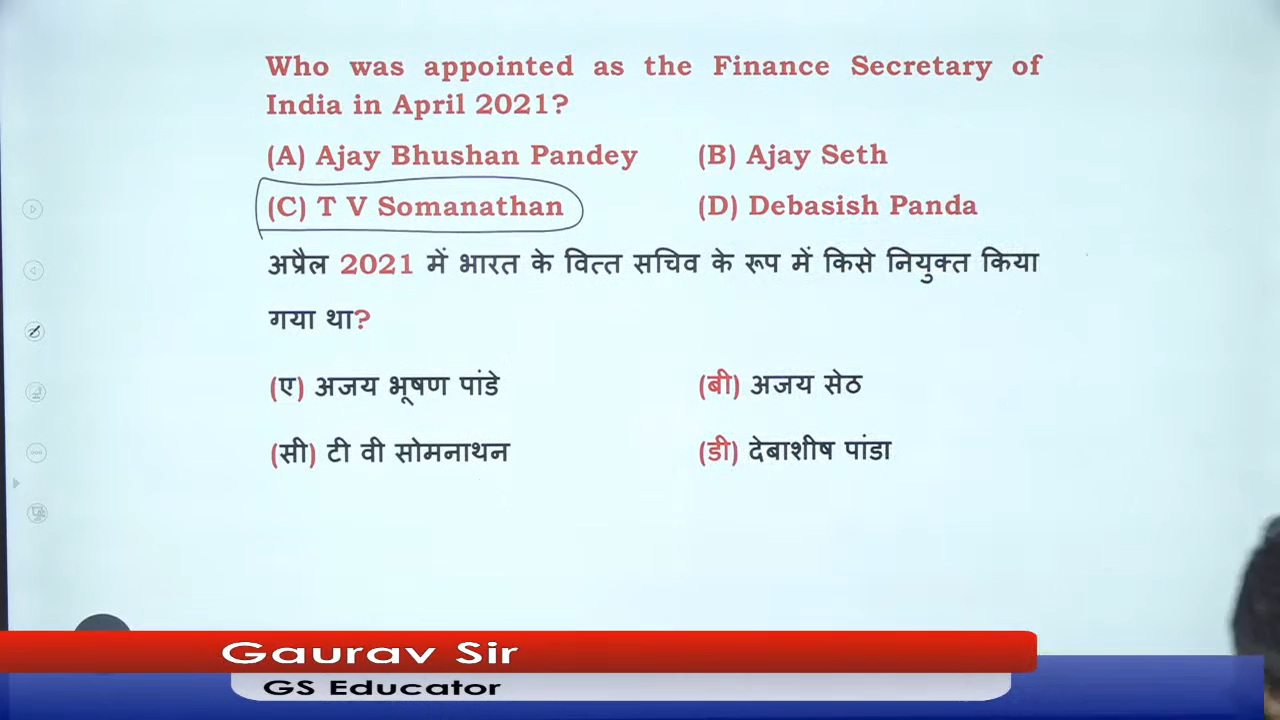 Who was appointed as the Finance Secretary of
India in April 2021?
(A) Ajay Bhushan Pandey (B) Ajay Seth
(C) T V Somanathan (D) Debasish Panda
अप्रैल 2021 में भारत के वित्त सचिव के रूप में किसे नियुक्त किया
गया था?
(ए) अजय भूषण पांडे (बी) अजय सेठ
(सी) टी वी सोमनाथन (डी) देबाशीष पांडा
Gaurav Sir
GS Educator